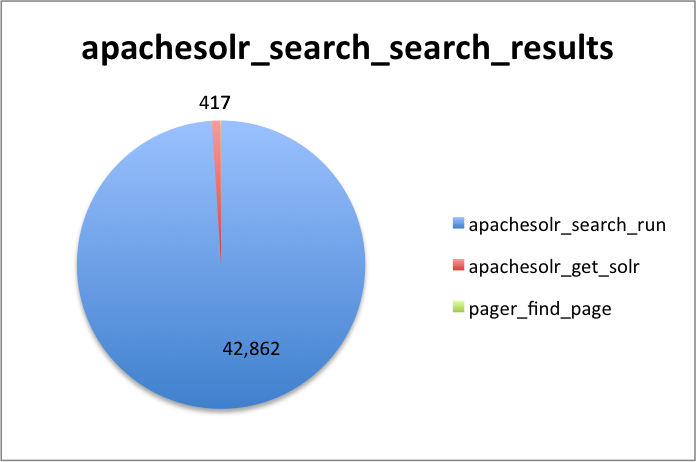 apachesolr_search_search_results
417
apachesolr_search_run
apachesolr_get_solr
pager_find_page
42,862